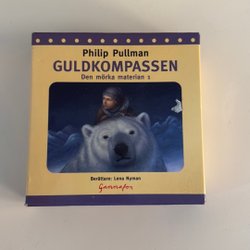 Philip Pullman
GULDKOMPASSEN
Den mörka materian 1
Berättare: Lena Nyman
Gammafon